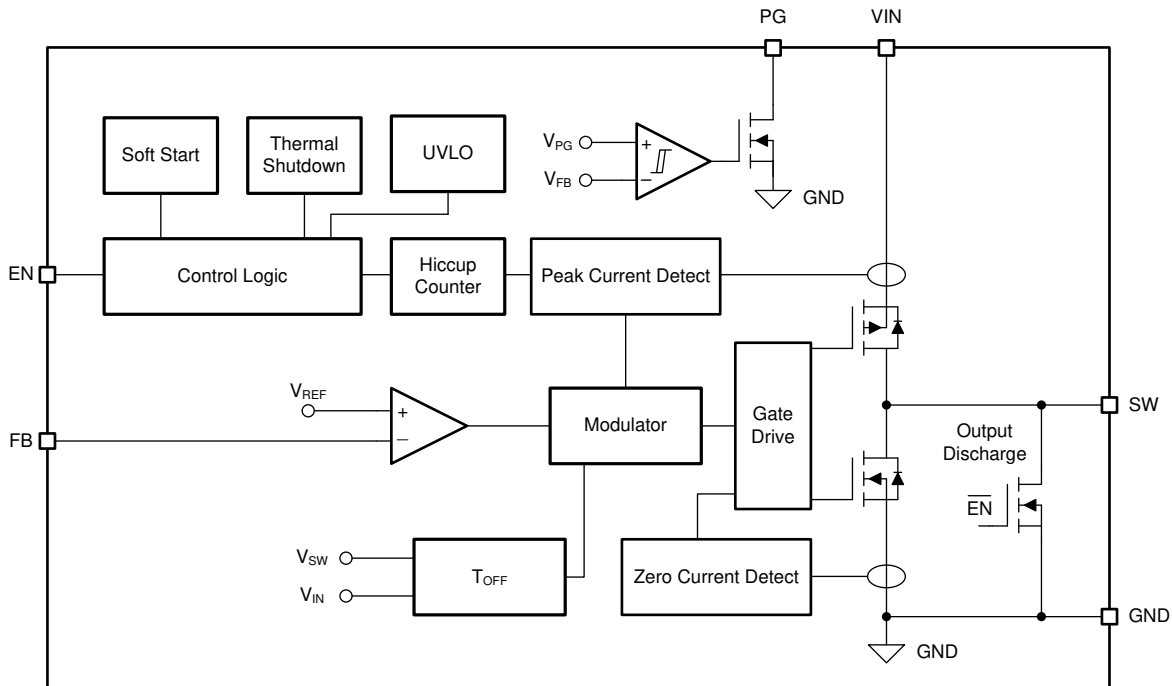 PG
VIN
Soft Start
Thermal
Shutdown
UVLO
V_PG
+
V_FB
−
GND
EN
Control Logic
Hiccup
Counter
Peak Current Detect
V_REF
+
FB
−
Modulator
Gate
Drive
SW
Output
Discharge
E̅N̅
V_SW
V_IN
T_OFF
Zero Current Detect
GND
GND